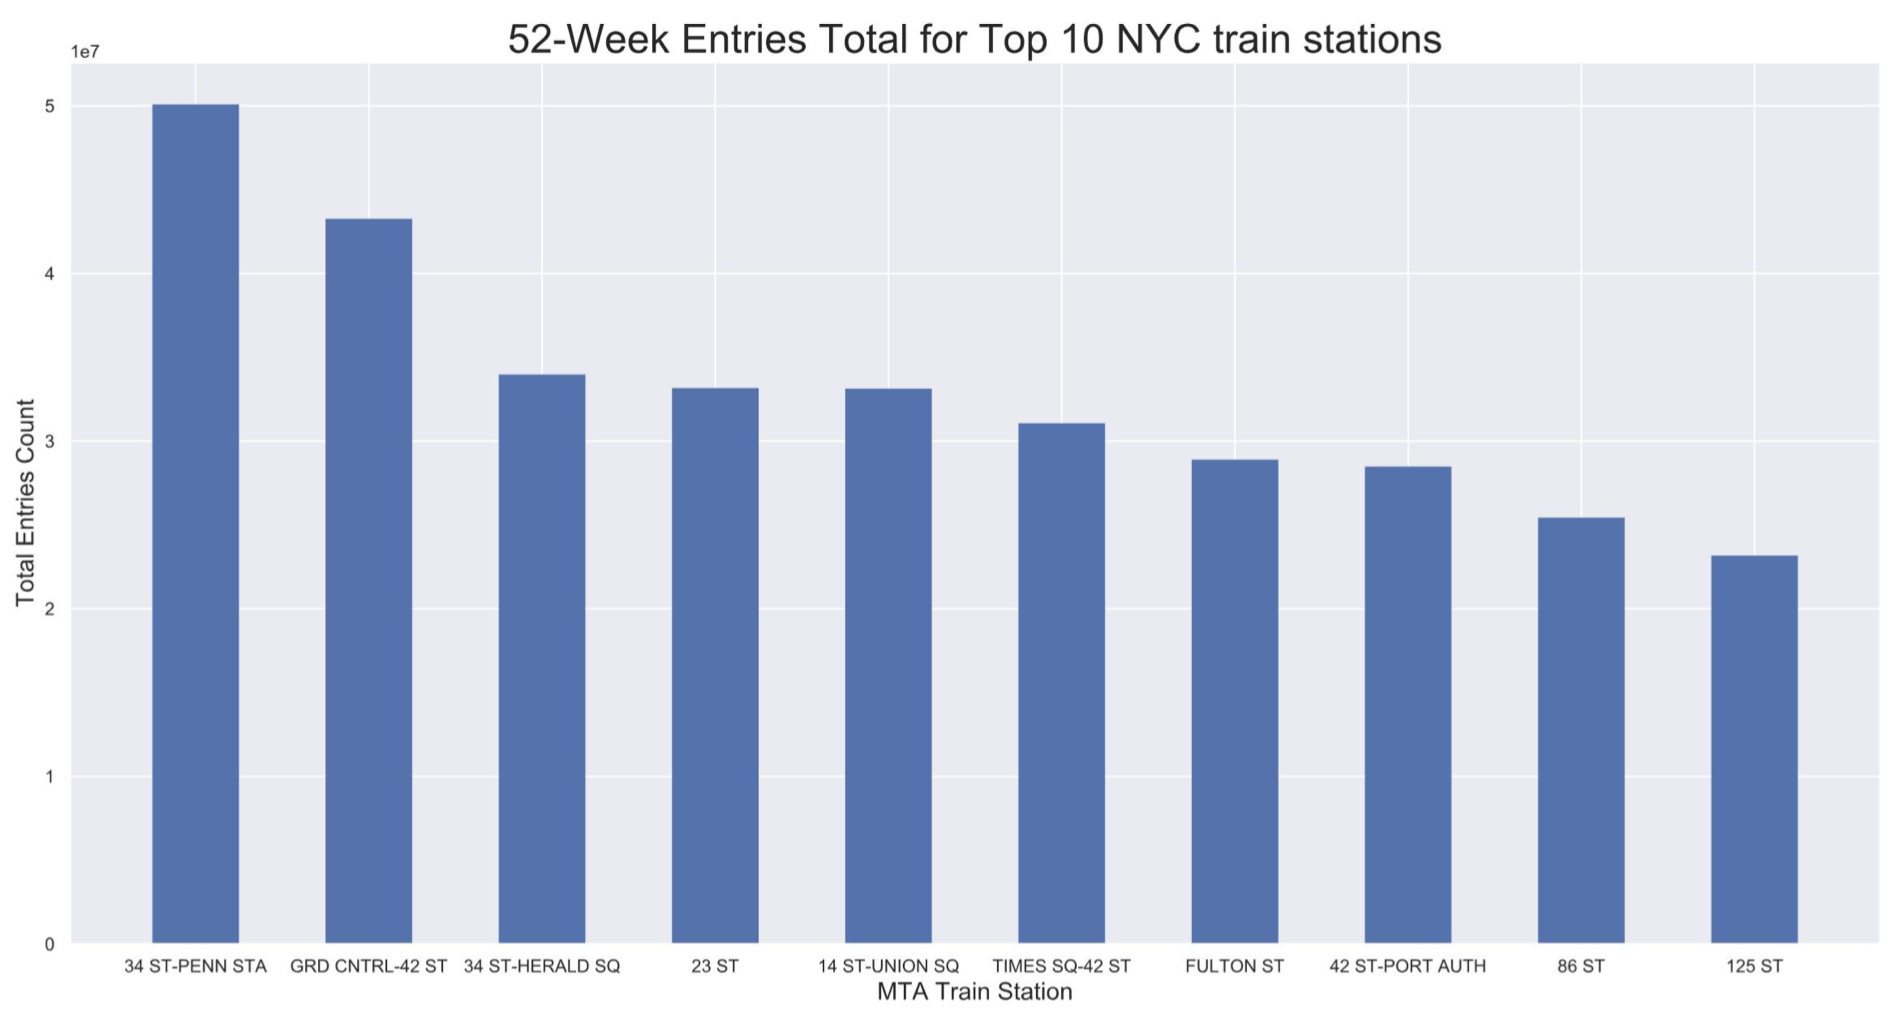 52-Week Entries Total for Top 10 NYC train stations
1e7
5
4
3
2
1
0
Total Entries Count
34 ST-PENN STA GRD CNTRL-42 ST 34 ST-HERALD SQ 23 ST 14 ST-UNION SQ TIMES SQ-42 ST FULTON ST 42 ST-PORT AUTH 86 ST 125 ST
MTA Train Station